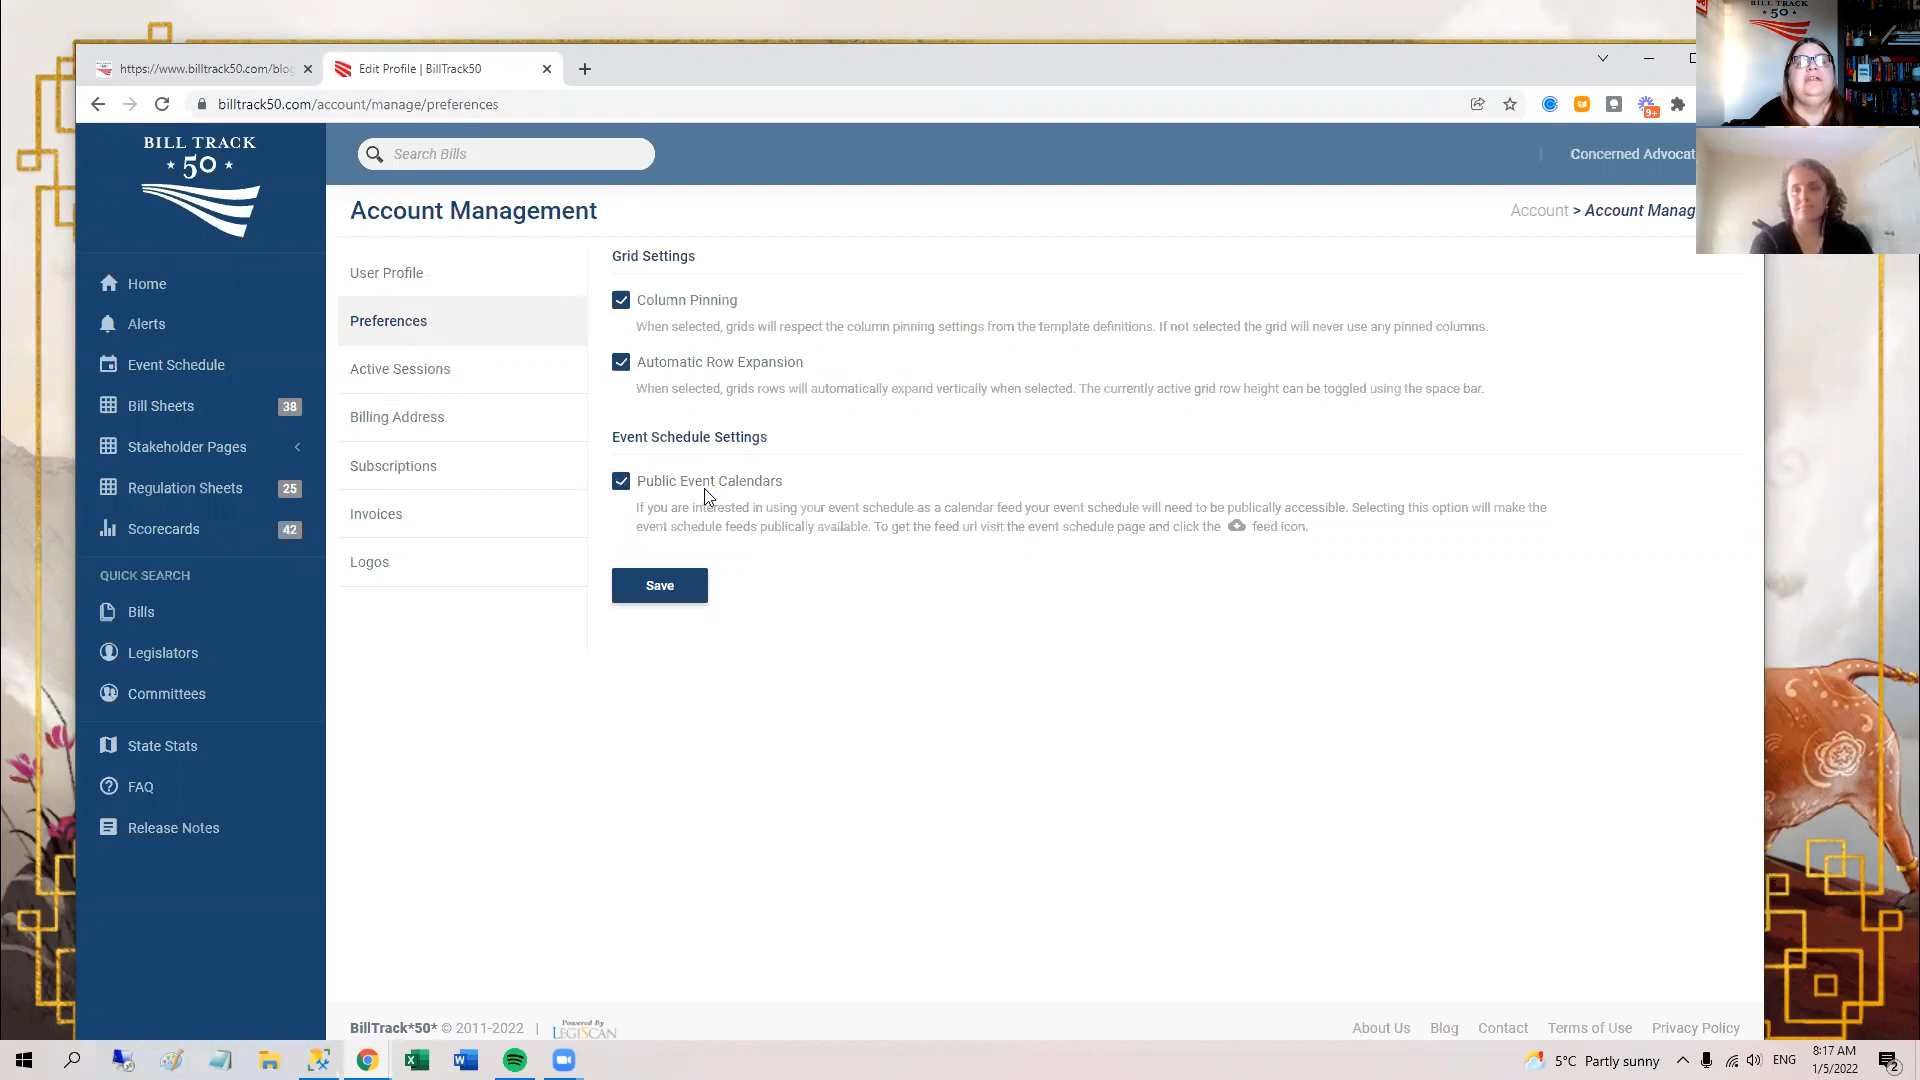 https://www.billtrack50.com/blog
Edit Profile | BillTrack50
billtrack50.com/account/manage/preferences
9+
BILL TRACK
50
BILL TRACK
50
Search Bills
Concerned Advocat
Account Management
Account > Account Manag
Home
Alerts
Event Schedule
Bill Sheets 38
Stakeholder Pages
Regulation Sheets 25
Scorecards 42
QUICK SEARCH
Bills
Legislators
Committees
State Stats
FAQ
Release Notes
User Profile
Preferences
Active Sessions
Billing Address
Subscriptions
Invoices
Logos
Grid Settings
Column Pinning
When selected, grids will respect the column pinning settings from the template definitions. If not selected the grid will never use any pinned columns.
Automatic Row Expansion
When selected, grids rows will automatically expand vertically when selected. The currently active grid row height can be toggled using the space bar.
Event Schedule Settings
Public Event Calendars
If you are interested in using your event schedule as a calendar feed your event schedule will need to be publically accessible. Selecting this option will make the
event schedule feeds publically available. To get the feed url visit the event schedule page and click the feed icon.
Save
BillTrack*50* © 2011-2022 | Powered By
LEGISCAN
About Us Blog Contact Terms of Use Privacy Policy
5°C Partly sunny
ENG
8:17 AM
1/5/2022
2